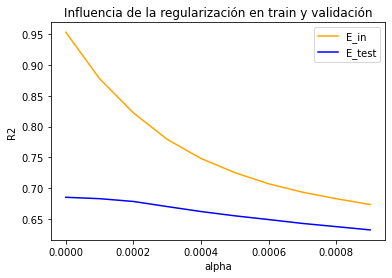 Influencia de la regularización en train y validación
E_in
E_test
R2
0.95
0.90
0.85
0.80
0.75
0.70
0.65
0.0000
0.0002
0.0004
0.0006
0.0008
alpha